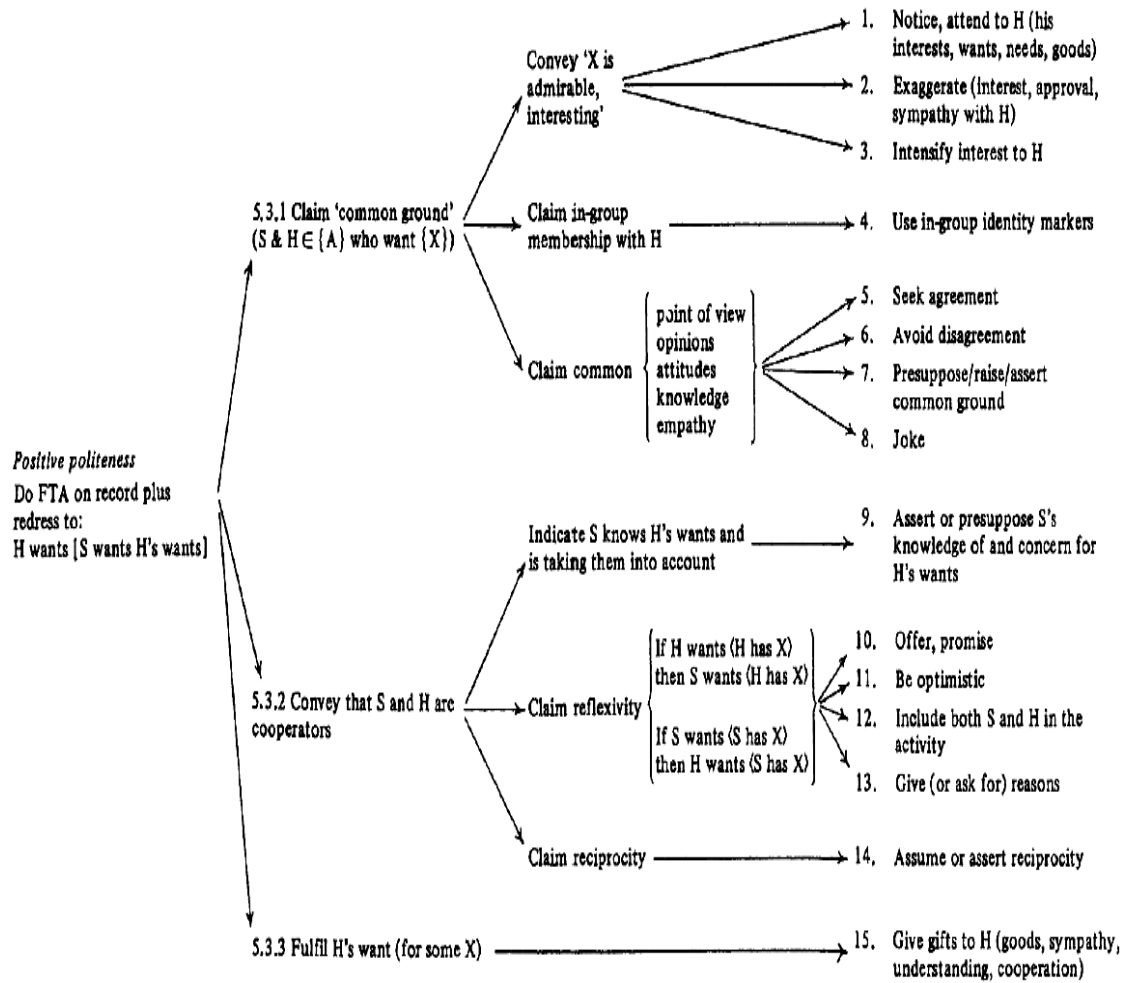 Positive politeness
Do FTA on record plus
redress to:
H wants [S wants H's wants]
5.3.1 Claim ‘common ground’
(S & H ∈ {A} who want {X})
Convey ‘X is
admirable,
interesting’
1. Notice, attend to H (his
interests, wants, needs, goods)
2. Exaggerate (interest, approval,
sympathy with H)
3. Intensify interest to H
Claim in-group
membership with H
4. Use in-group identity markers
Claim common
point of view
opinions
attitudes
knowledge
empathy
5. Seek agreement
6. Avoid disagreement
7. Presuppose/raise/assert
common ground
8. Joke
5.3.2 Convey that S and H are
cooperators
Indicate S knows H's wants and
is taking them into account
9. Assert or presuppose S's
knowledge of and concern for
H's wants
Claim reflexivity
If H wants ⟨H has X⟩
then S wants ⟨H has X⟩
If S wants ⟨S has X⟩
then H wants ⟨S has X⟩
10. Offer, promise
11. Be optimistic
12. Include both S and H in the
activity
13. Give (or ask for) reasons
Claim reciprocity
14. Assume or assert reciprocity
5.3.3 Fulfil H's want (for some X)
15. Give gifts to H (goods, sympathy,
understanding, cooperation)